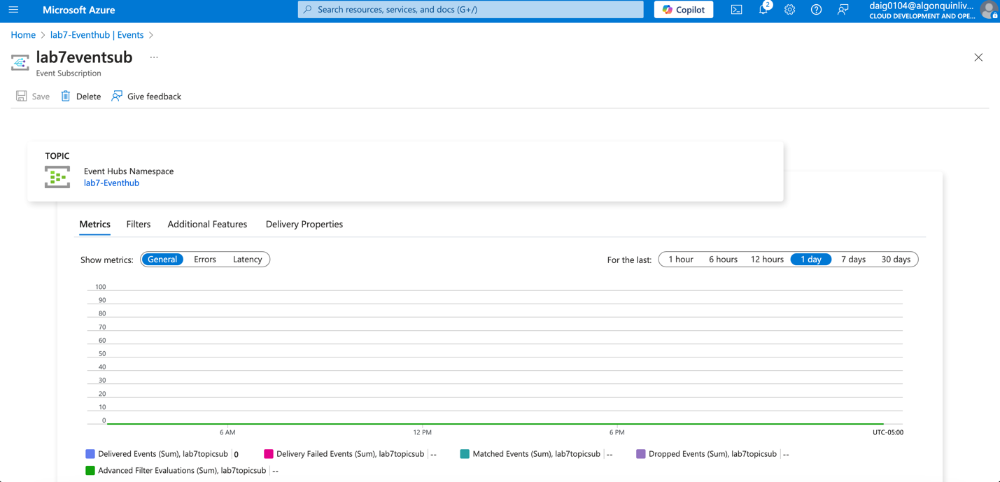 Microsoft Azure
Search resources, services, and docs (G+/)
Copilot
2
daig0104@algonquinliv...
CLOUD DEVELOPMENT AND OPE...
Home > lab7-Eventhub | Events >
lab7eventsub ...
Event Subscription
Save Delete Give feedback
TOPIC
Event Hubs Namespace
lab7-Eventhub
Metrics Filters Additional Features Delivery Properties
Show metrics: General Errors Latency
For the last: 1 hour 6 hours 12 hours 1 day 7 days 30 days
100
90
80
70
60
50
40
30
20
10
0
6 AM 12 PM 6 PM UTC-05:00
Delivered Events (Sum), lab7topicsub | 0
Delivery Failed Events (Sum), lab7topicsub | --
Matched Events (Sum), lab7topicsub | --
Dropped Events (Sum), lab7topicsub | --
Advanced Filter Evaluations (Sum), lab7topicsub | --